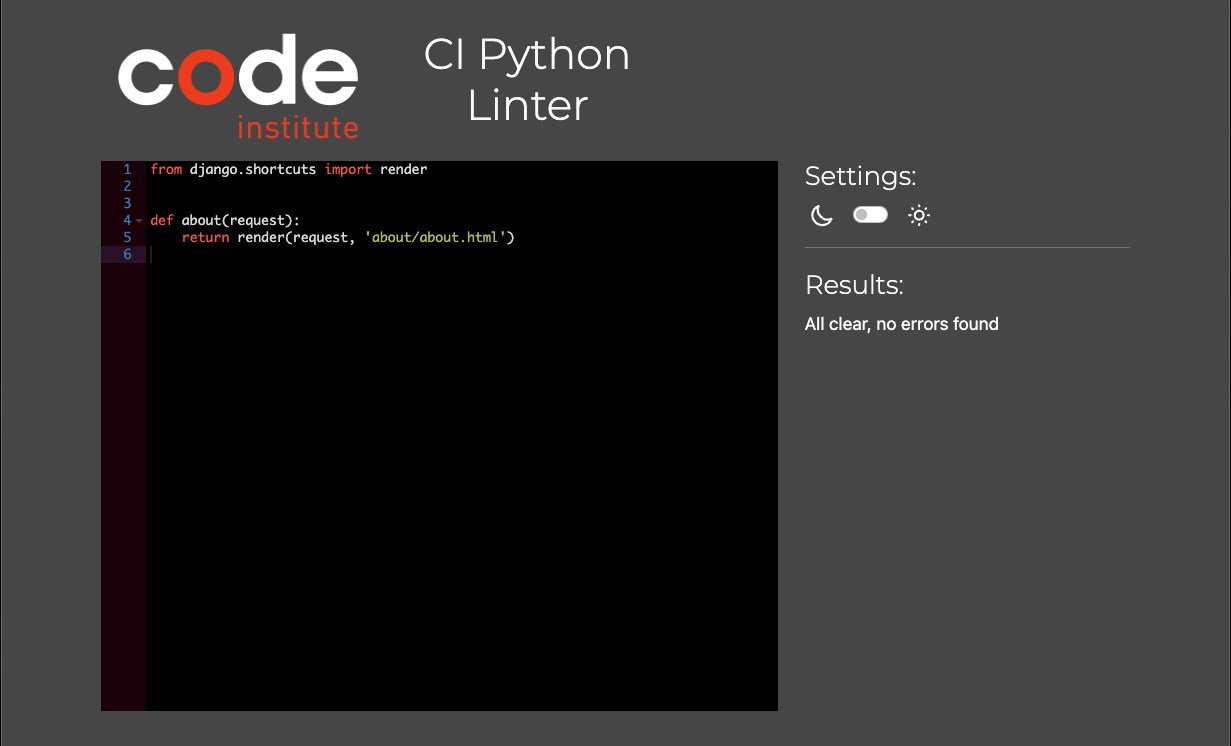 code
institute
CI Python
Linter
1 from django.shortcuts import render
2
3
4 def about(request):
5     return render(request, 'about/about.html')
6
Settings:
Results:
All clear, no errors found